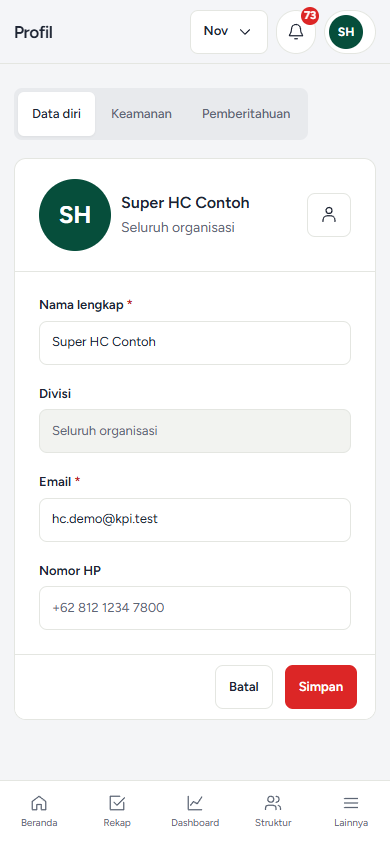 Profil
Nov
73
SH
Data diri
Keamanan
Pemberitahuan
SH
Super HC Contoh
Seluruh organisasi
Nama lengkap *
Super HC Contoh
Divisi
Seluruh organisasi
Email *
hc.demo@kpi.test
Nomor HP
+62 812 1234 7800
Batal
Simpan
Beranda
Rekap
Dashboard
Struktur
Lainnya